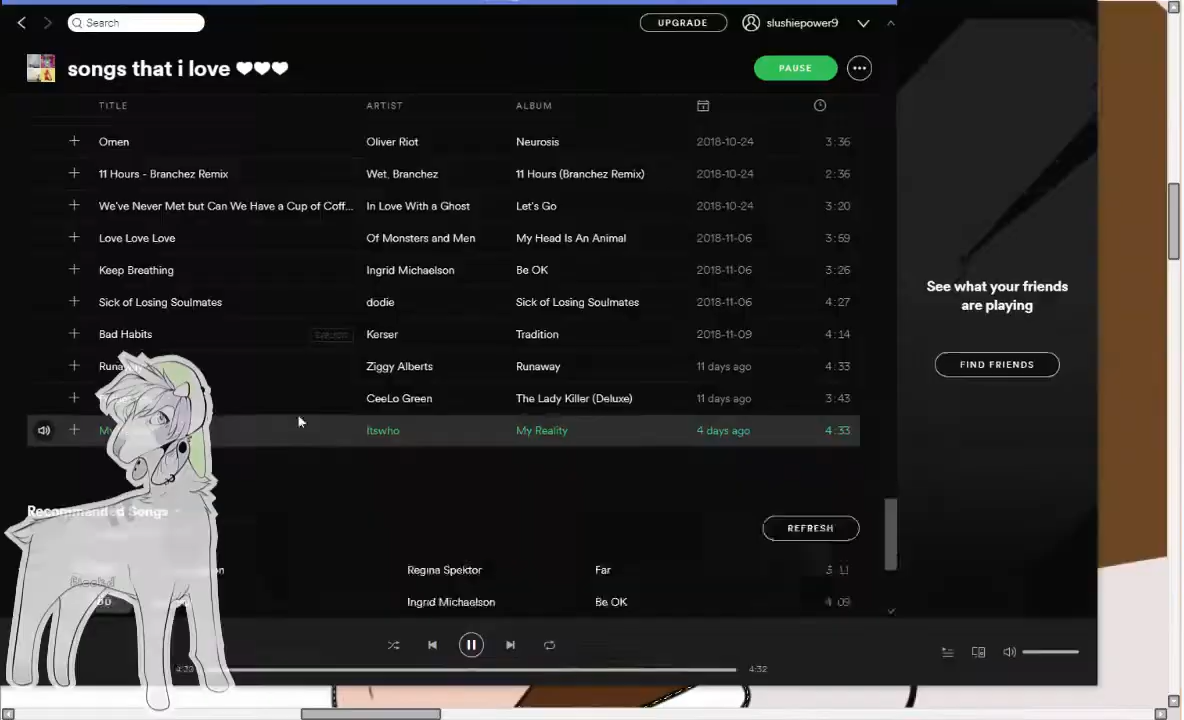 Search
UPGRADE
slushiepower9
songs that i love ♥♥♥
PAUSE
TITLE ARTIST ALBUM
Omen Oliver Riot Neurosis 2018-10-24 3:36
11 Hours - Branchez Remix Wet, Branchez 11 Hours (Branchez Remix) 2018-10-24 2:36
We've Never Met but Can We Have a Cup of Coff... In Love With a Ghost Let's Go 2018-10-24 3:20
Love Love Love Of Monsters and Men My Head Is An Animal 2018-11-06 3:59
Keep Breathing Ingrid Michaelson Be OK 2018-11-06 3:26
Sick of Losing Soulmates dodie Sick of Losing Soulmates 2018-11-06 4:27
Bad Habits Kerser Tradition 2018-11-09 4:14
Ziggy Alberts Runaway 11 days ago 4:33
CeeLo Green The Lady Killer (Deluxe) 11 days ago 3:43
My Itswho My Reality 4 days ago 4:33
Recommended Songs
REFRESH
Regina Spektor Far 3:11
Ingrid Michaelson Be OK 4:09
4:32
See what your friends
are playing
FIND FRIENDS